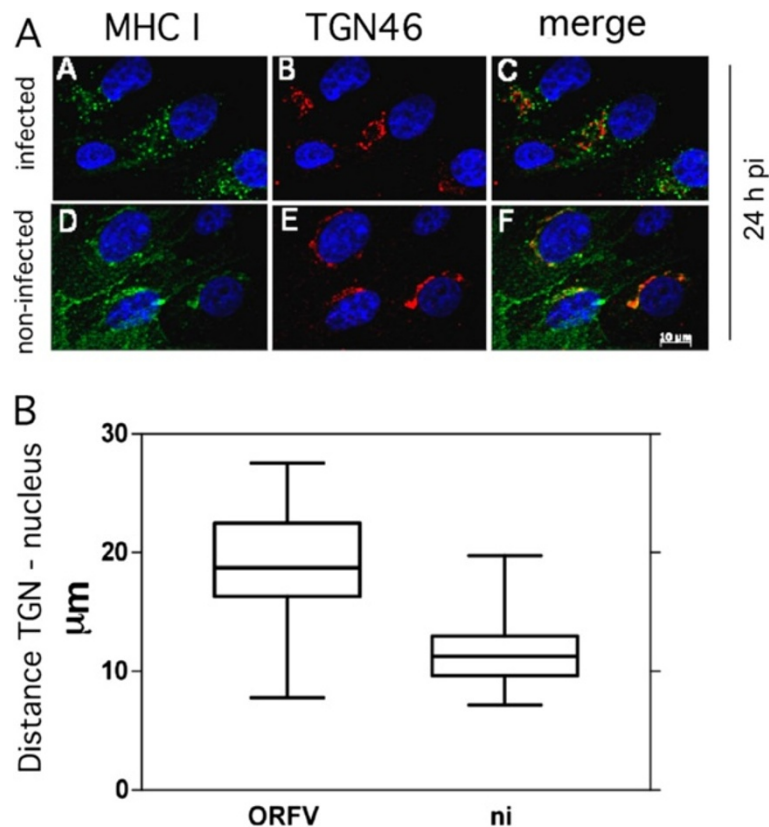 A MHC I TGN46 merge
infected
A B C
non-infected
D E F
10 µm
24 h pi
B
Distance TGN - nucleus
µm
30
20
10
0
ORFV ni